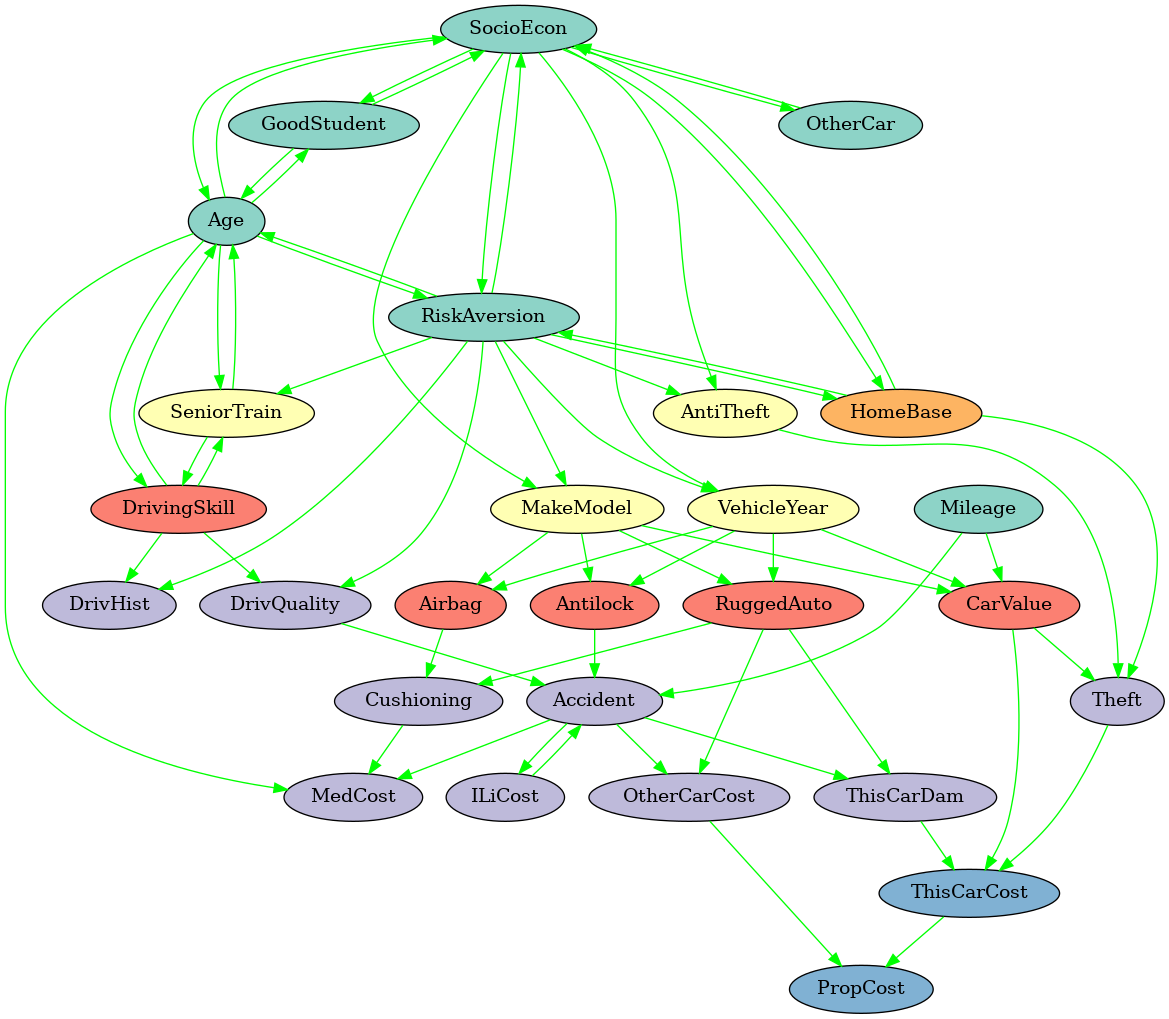 SocioEcon
GoodStudent
OtherCar
Age
RiskAversion
SeniorTrain
AntiTheft
HomeBase
DrivingSkill
MakeModel
VehicleYear
Mileage
DrivHist
DrivQuality
Airbag
Antilock
RuggedAuto
CarValue
Cushioning
Accident
Theft
MedCost
ILiCost
OtherCarCost
ThisCarDam
ThisCarCost
PropCost